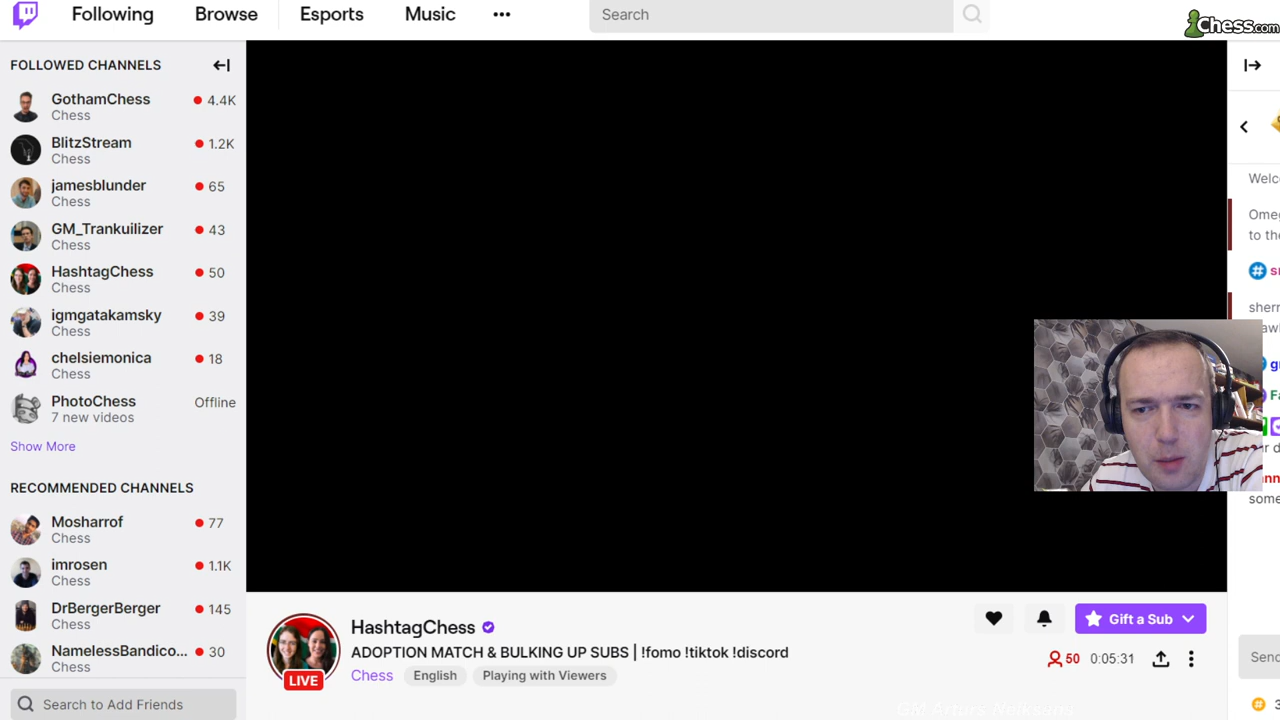 Following
Browse
Esports
Music
Search
Chess.com
FOLLOWED CHANNELS
GothamChess
4.4K
Chess
BlitzStream
1.2K
Chess
jamesblunder
65
Chess
GM_Trankuilizer
43
Chess
HashtagChess
50
Chess
igmgatakamsky
39
Chess
chelsiemonica
18
Chess
PhotoChess
Offline
7 new videos
Show More
RECOMMENDED CHANNELS
Mosharrof
77
Chess
imrosen
1.1K
Chess
DrBergerBerger
145
Chess
NamelessBandico...
30
Chess
Search to Add Friends
LIVE
HashtagChess
ADOPTION MATCH & BULKING UP SUBS | !fomo !tiktok !discord
Chess
English
Playing with Viewers
Gift a Sub
50
0:05:31
to the